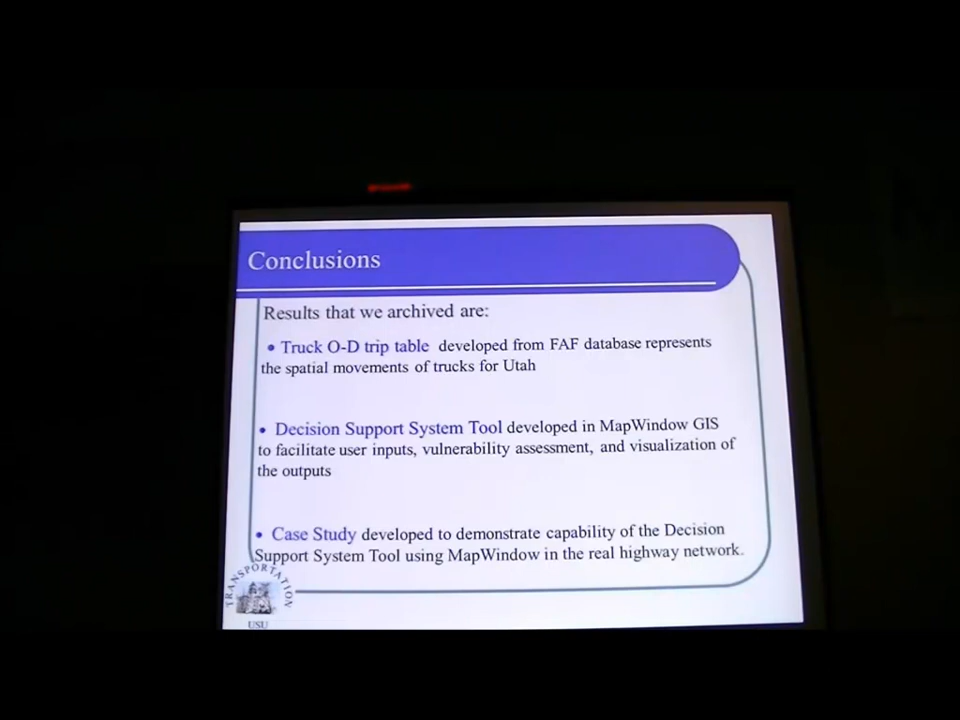 Conclusions
Results that we archived are:
• Truck O-D trip table developed from FAF database represents
the spatial movements of trucks for Utah
• Decision Support System Tool developed in MapWindow GIS
to facilitate user inputs, vulnerability assessment, and visualization of
the outputs
• Case Study developed to demonstrate capability of the Decision
Support System Tool using MapWindow in the real highway network.
TRANSPORTATION
USU